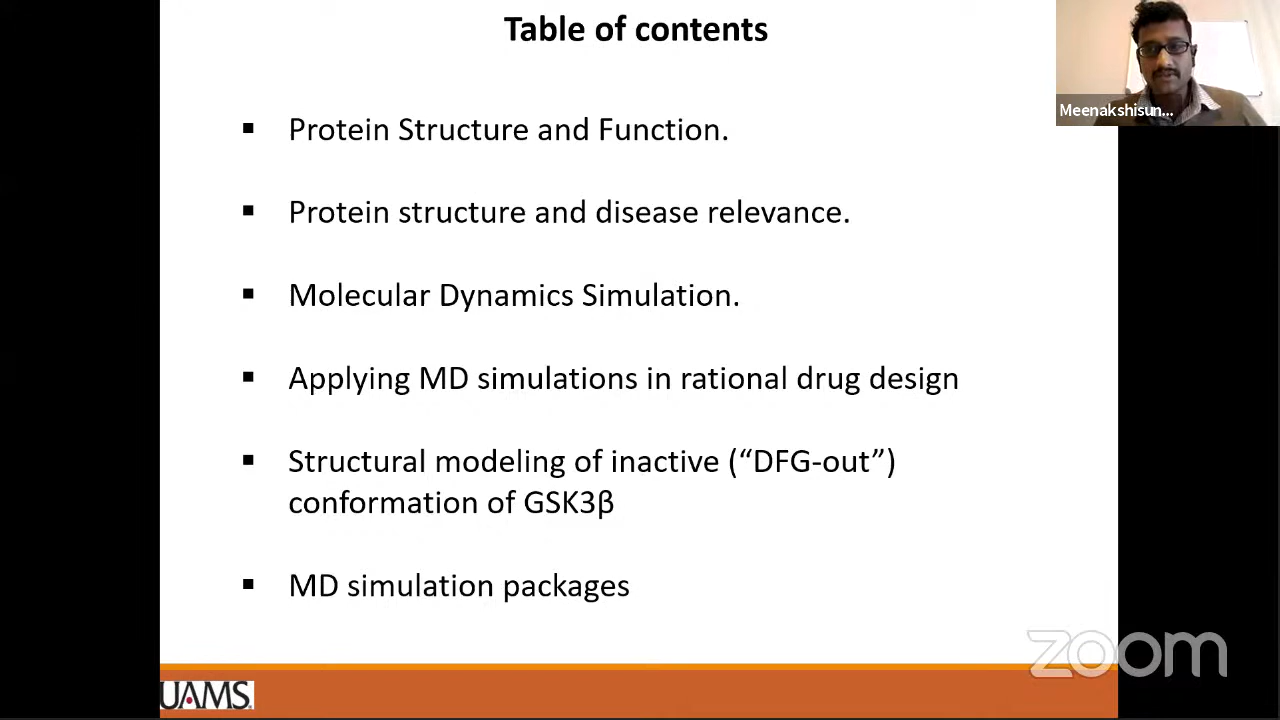 Table of contents
Meenakshisun...
Protein Structure and Function.
Protein structure and disease relevance.
Molecular Dynamics Simulation.
Applying MD simulations in rational drug design
Structural modeling of inactive (“DFG-out”)
conformation of GSK3β
MD simulation packages
zoom
UAMS